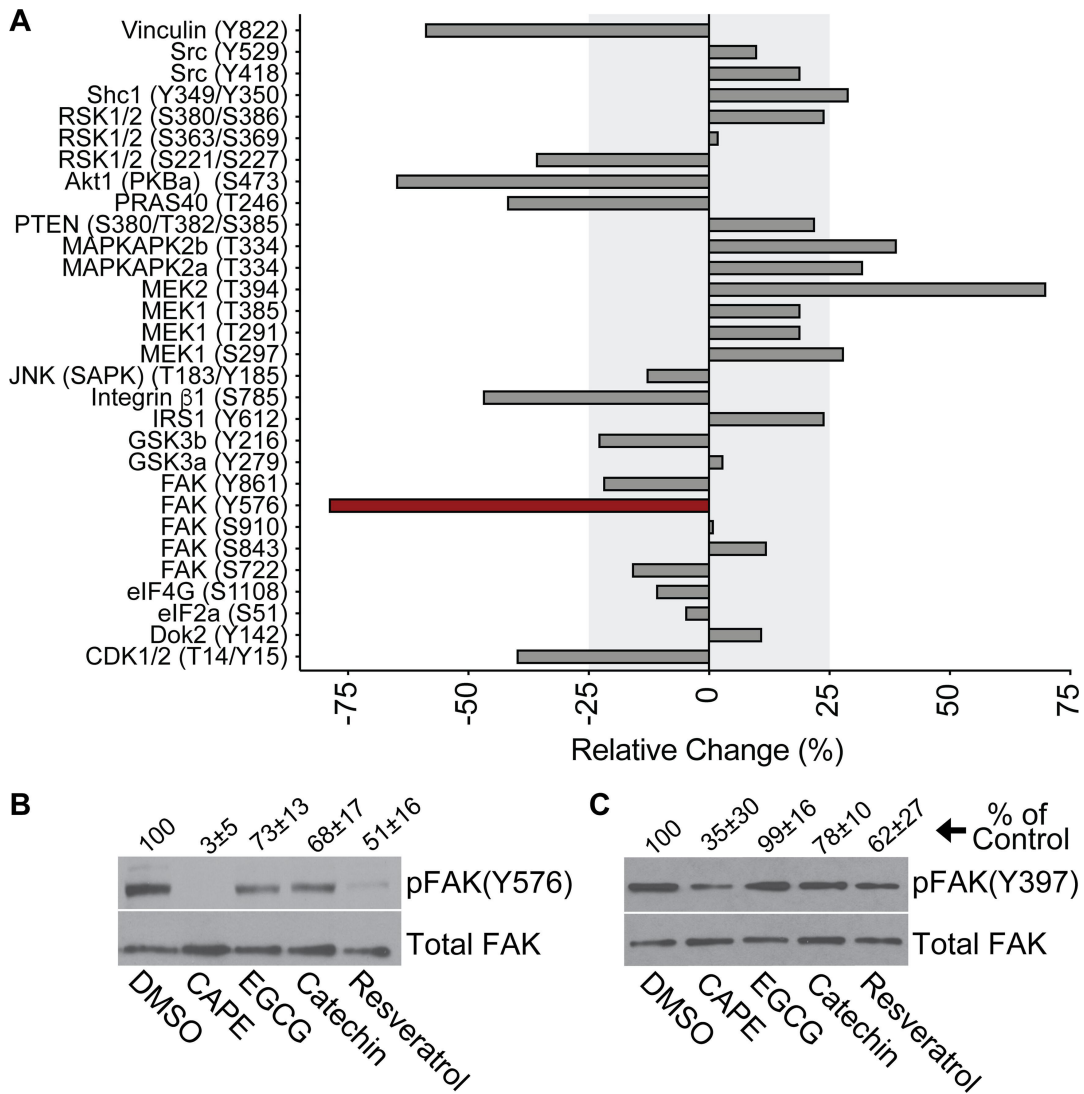 A
Vinculin (Y822)
Src (Y529)
Src (Y418)
Shc1 (Y349/Y350)
RSK1/2 (S380/S386)
RSK1/2 (S363/S369)
RSK1/2 (S221/S227)
Akt1 (PKBa) (S473)
PRAS40 (T246)
PTEN (S380/T382/S385)
MAPKAPK2b (T334)
MAPKAPK2a (T334)
MEK2 (T394)
MEK1 (T385)
MEK1 (T291)
MEK1 (S297)
JNK (SAPK) (T183/Y185)
Integrin β1 (S785)
IRS1 (Y612)
GSK3b (Y216)
GSK3a (Y279)
FAK (Y861)
FAK (Y576)
FAK (S910)
FAK (S843)
FAK (S722)
eIF4G (S1108)
eIF2a (S51)
Dok2 (Y142)
CDK1/2 (T14/Y15)
-75 -50 -25 0 25 50 75
Relative Change (%)
B
100 3±5 73±13 68±17 51±16
pFAK(Y576)
Total FAK
DMSO CAPE EGCG Catechin Resveratrol
C
100 35±30 99±16 78±10 62±27
% of
Control
pFAK(Y397)
Total FAK
DMSO CAPE EGCG Catechin Resveratrol